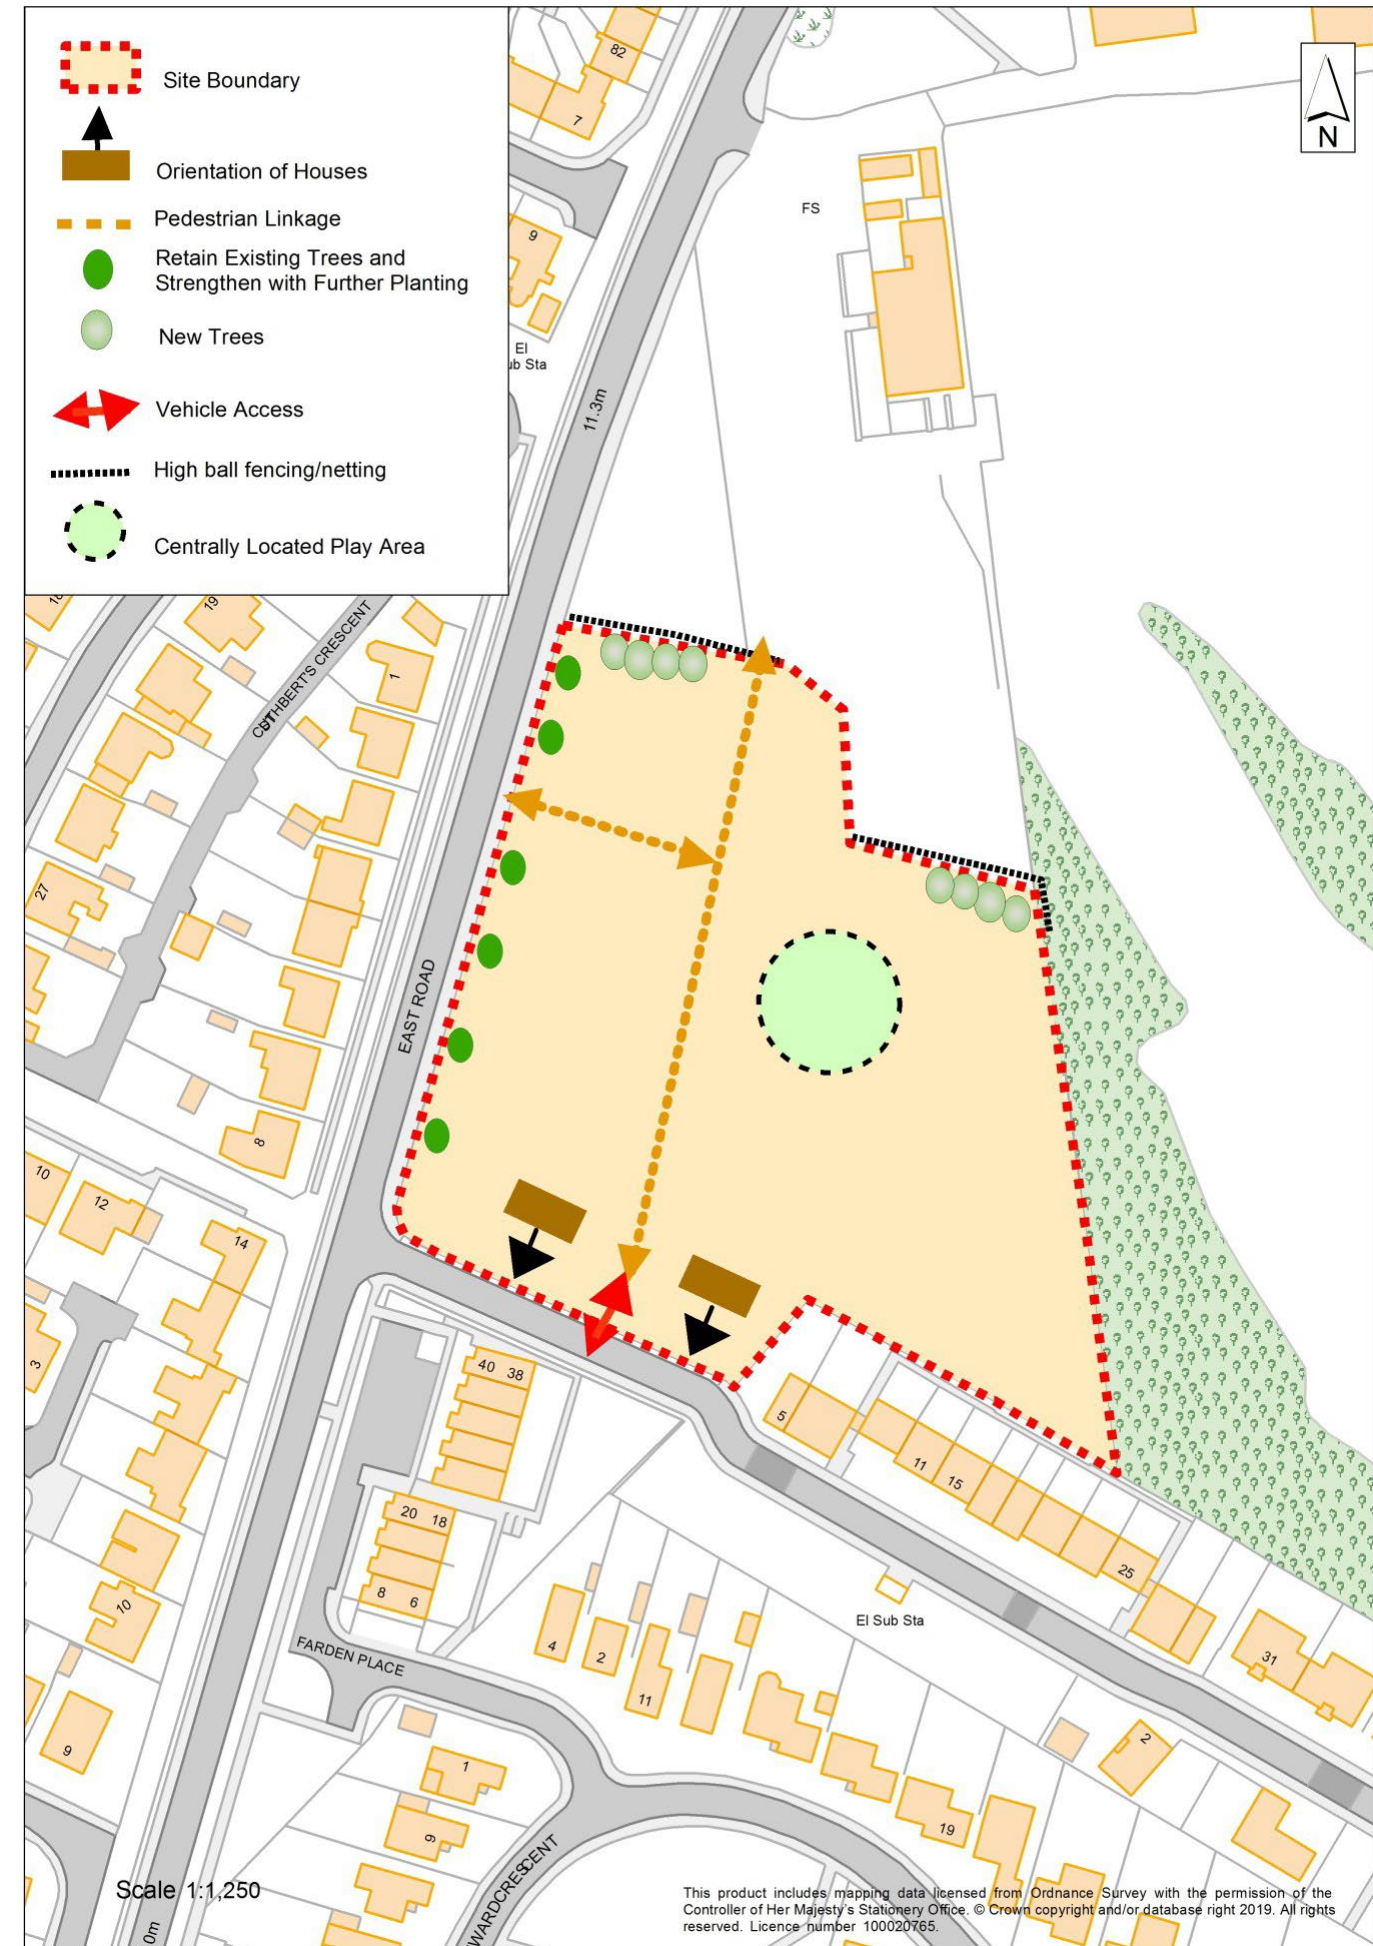 Site Boundary
Orientation of Houses
Pedestrian Linkage
Retain Existing Trees and
Strengthen with Further Planting
New Trees
Vehicle Access
High ball fencing/netting
Centrally Located Play Area
N
82
7
9
FS
El
ub Sta
11.3m
18
19
CUTHBERT'S CRESCENT
1
27
EAST ROAD
8
10
12
14
3
40 38
5
11
15
20 18
25
8
6
10
El Sub Sta
4
2
11
31
FARDEN PLACE
9
1
2
9
19
WARDCRESCENT
Scale 1:1,250
0m
This product includes mapping data licensed from Ordnance Survey with the permission of the
Controller of Her Majesty's Stationery Office. © Crown copyright and/or database right 2019. All rights
reserved. Licence number 100020765.